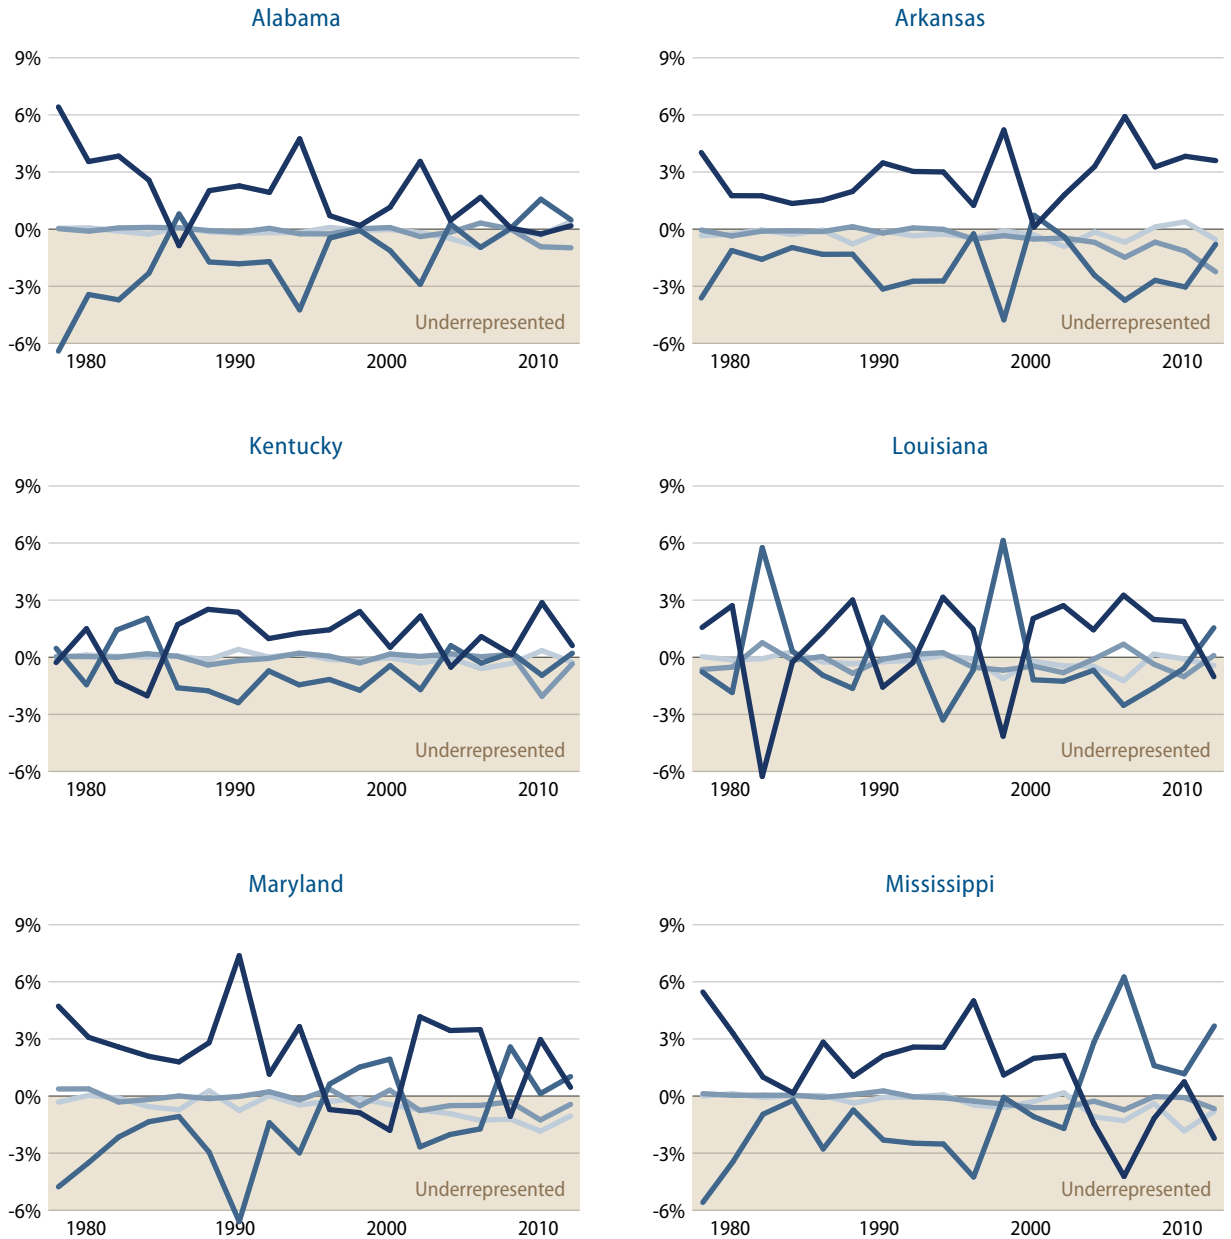 Alabama
9%
6%
3%
0%
-3%
Underrepresented
-6%
1980 1990 2000 2010
Arkansas
9%
6%
3%
0%
-3%
Underrepresented
-6%
1980 1990 2000 2010
Kentucky
9%
6%
3%
0%
-3%
Underrepresented
-6%
1980 1990 2000 2010
Louisiana
9%
6%
3%
0%
-3%
Underrepresented
-6%
1980 1990 2000 2010
Maryland
9%
6%
3%
0%
-3%
Underrepresented
-6%
1980 1990 2000 2010
Mississippi
9%
6%
3%
0%
-3%
Underrepresented
-6%
1980 1990 2000 2010